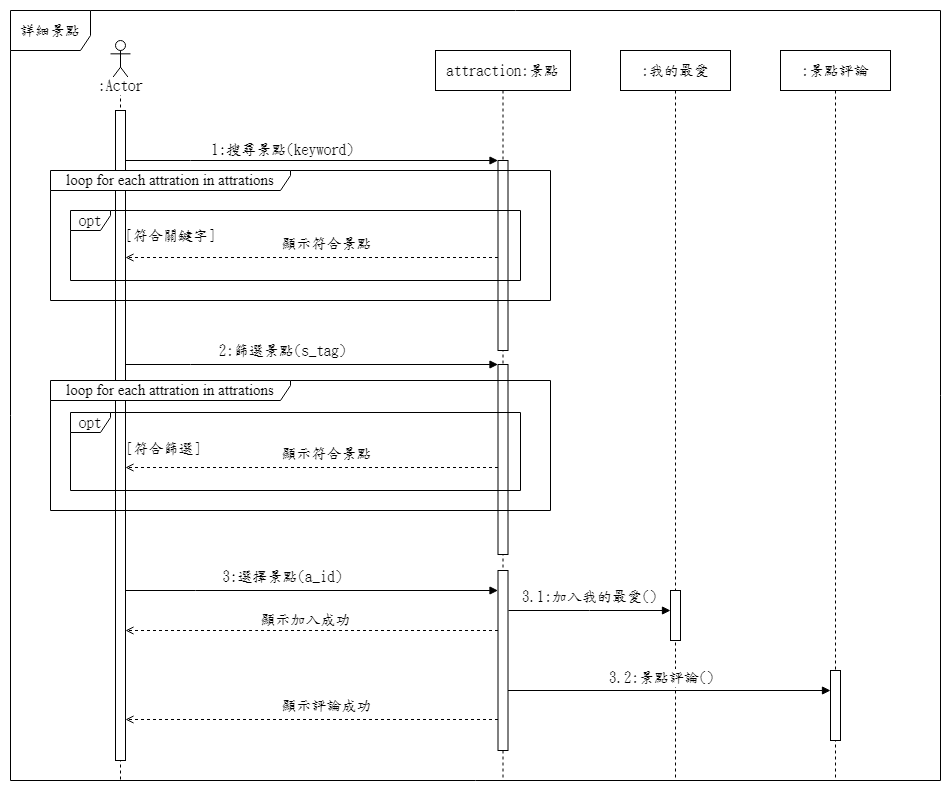 詳細景點
:Actor
attraction:景點
:我的最愛
:景點評論
1:搜尋景點(keyword)
loop for each attration in attrations
opt
[符合關鍵字]
顯示符合景點
2:篩選景點(s_tag)
loop for each attration in attrations
opt
[符合篩選]
顯示符合景點
3:選擇景點(a_id)
3.1:加入我的最愛()
顯示加入成功
3.2:景點評論()
顯示評論成功